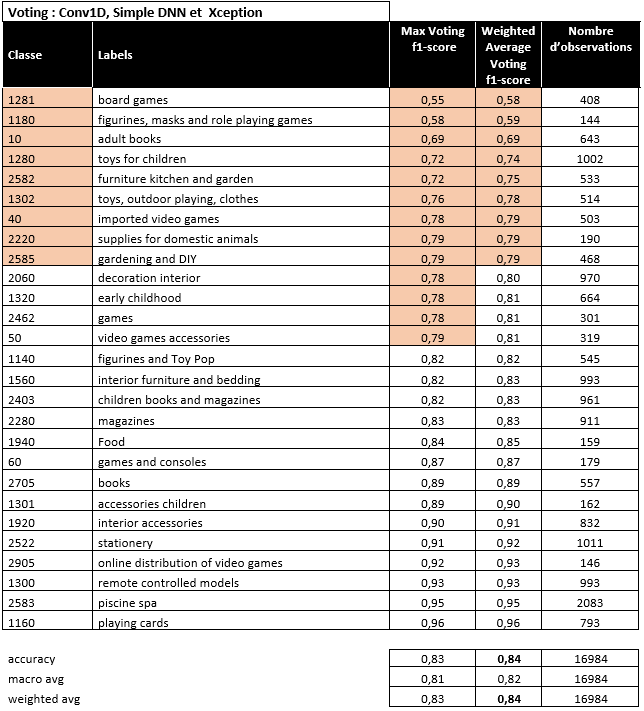 Voting : Conv1D, Simple DNN et Xception
Classe Labels Max Voting f1-score Weighted Average Voting f1-score Nombre d'observations
1281 board games 0,55 0,58 408
1180 figurines, masks and role playing games 0,58 0,59 144
10 adult books 0,69 0,69 643
1280 toys for children 0,72 0,74 1002
2582 furniture kitchen and garden 0,72 0,75 533
1302 toys, outdoor playing, clothes 0,76 0,78 514
40 imported video games 0,78 0,79 503
2220 supplies for domestic animals 0,79 0,79 190
2585 gardening and DIY 0,79 0,79 468
2060 decoration interior 0,78 0,80 970
1320 early childhood 0,78 0,81 664
2462 games 0,78 0,81 301
50 video games accessories 0,79 0,81 319
1140 figurines and Toy Pop 0,82 0,82 545
1560 interior furniture and bedding 0,82 0,83 993
2403 children books and magazines 0,82 0,83 961
2280 magazines 0,83 0,83 911
1940 Food 0,84 0,85 159
60 games and consoles 0,87 0,87 179
2705 books 0,89 0,89 557
1301 accessories children 0,89 0,90 162
1920 interior accessories 0,90 0,91 832
2522 stationery 0,91 0,92 1011
2905 online distribution of video games 0,92 0,93 146
1300 remote controlled models 0,93 0,93 993
2583 piscine spa 0,95 0,95 2083
1160 playing cards 0,96 0,96 793
accuracy 0,83 0,84 16984
macro avg 0,81 0,82 16984
weighted avg 0,83 0,84 16984